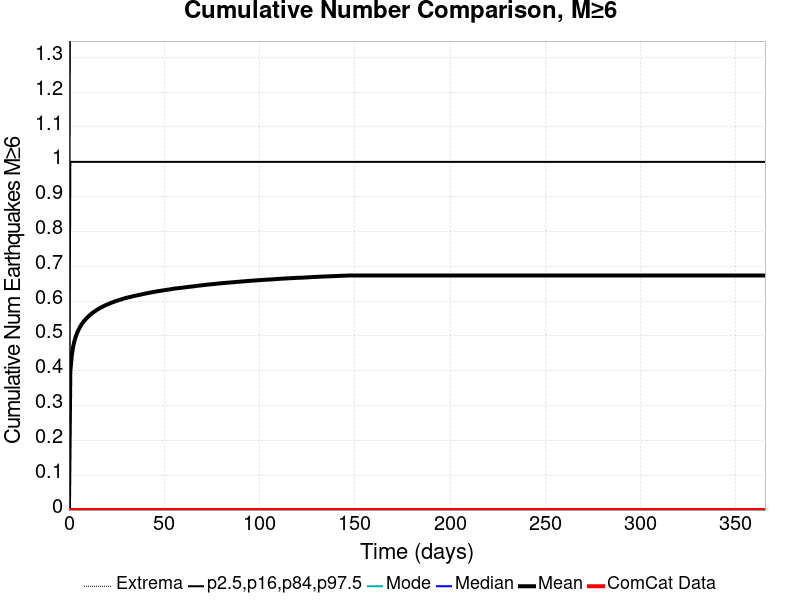 Cumulative Number Comparison, M≥6
Cumulative Num Earthquakes M≥6
1.3
1.2
1.1
1
0.9
0.8
0.7
0.6
0.5
0.4
0.3
0.2
0.1
0
0 50 100 150 200 250 300 350
Time (days)
Extrema p2.5,p16,p84,p97.5 Mode Median Mean ComCat Data